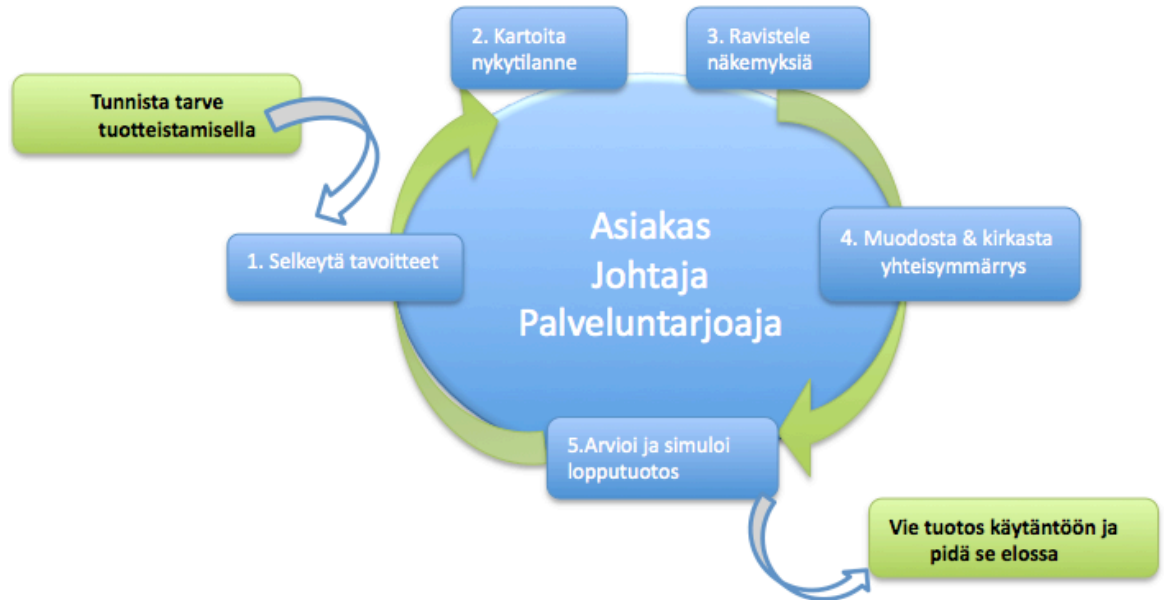 Tunnista tarve
tuotteistamisella
1. Selkeytä tavoitteet
2. Kartoita
nykytilanne
3. Ravistele
näkemyksiä
4. Muodosta & kirkasta
yhteisymmärrys
5.Arvioi ja simuloi
lopputuotos
Asiakas
Johtaja
Palveluntarjoaja
Vie tuotos käytäntöön ja
pidä se elossa